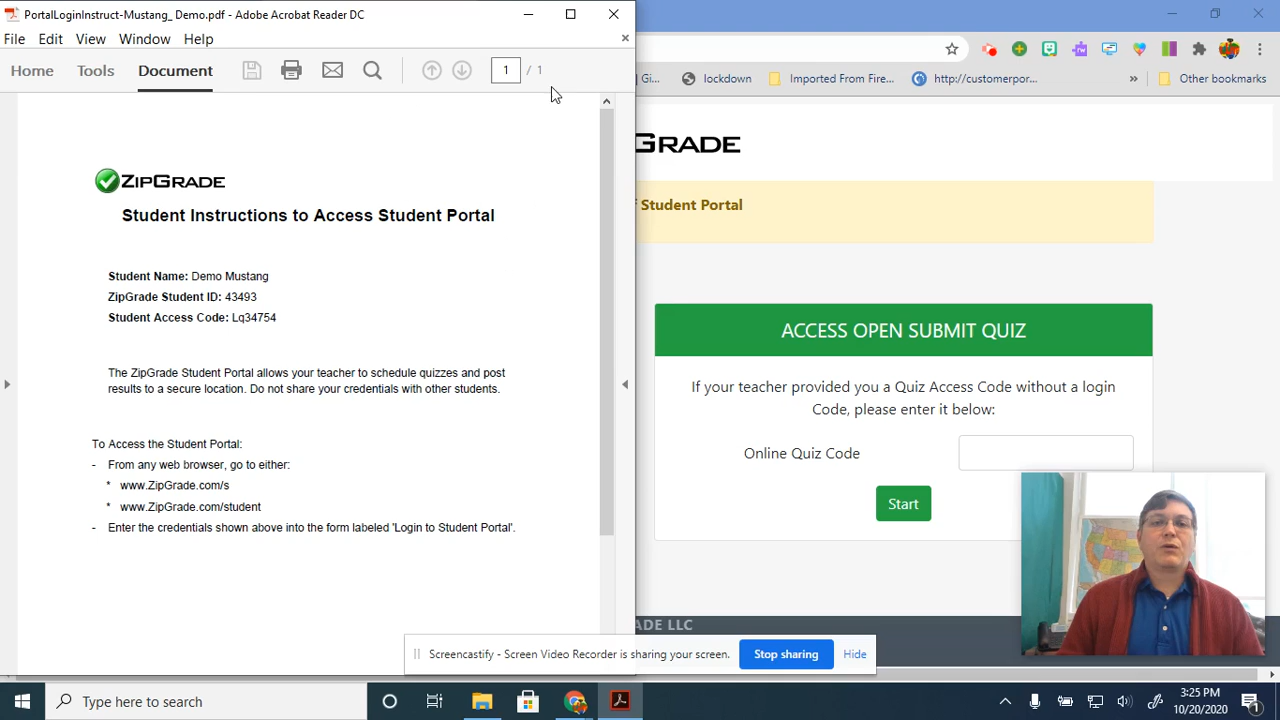 PortalLoginInstruct-Mustang_ Demo.pdf - Adobe Acrobat Reader DC
File Edit View Window Help
Home Tools Document 1 / 1
ZIPGRADE
Student Instructions to Access Student Portal
Student Name: Demo Mustang
ZipGrade Student ID: 43493
Student Access Code: Lq34754
The ZipGrade Student Portal allows your teacher to schedule quizzes and post
results to a secure location. Do not share your credentials with other students.
To Access the Student Portal:
- From any web browser, go to either:
* www.ZipGrade.com/s
* www.ZipGrade.com/student
- Enter the credentials shown above into the form labeled 'Login to Student Portal'.
Gi... lockdown Imported From Fire... http://customerpor... » Other bookmarks
GRADE
f Student Portal
ACCESS OPEN SUBMIT QUIZ
If your teacher provided you a Quiz Access Code without a login
Code, please enter it below:
Online Quiz Code
Start
ADE LLC
Screencastify - Screen Video Recorder is sharing your screen. Stop sharing Hide
Type here to search
3:25 PM
10/20/2020
1